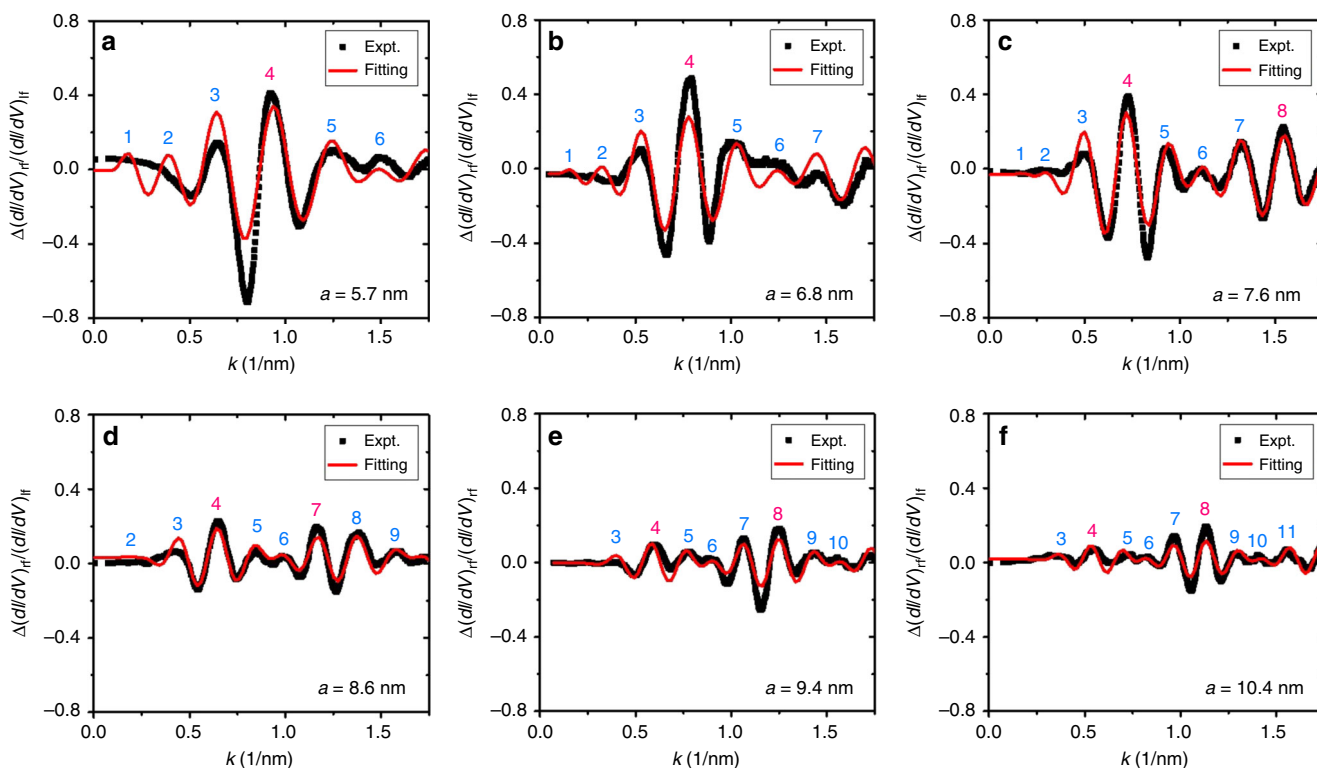 a
Expt.
Fitting
1 2 3 4 5 6
a = 5.7 nm
0.8
0.4
0.0
−0.4
−0.8
Δ(dI/dV)rf/(dI/dV)lf
0.0 0.5 1.0 1.5
k (1/nm)
b
Expt.
Fitting
1 2 3 4 5 6 7
a = 6.8 nm
0.8
0.4
0.0
−0.4
−0.8
Δ(dI/dV)rf/(dI/dV)lf
0.0 0.5 1.0 1.5
k (1/nm)
c
Expt.
Fitting
1 2 3 4 5 6 7 8
a = 7.6 nm
0.8
0.4
0.0
−0.4
−0.8
Δ(dI/dV)rf/(dI/dV)lf
0.0 0.5 1.0 1.5
k (1/nm)
d
Expt.
Fitting
2 3 4 5 6 7 8 9
a = 8.6 nm
0.8
0.4
0.0
−0.4
−0.8
Δ(dI/dV)rf/(dI/dV)lf
0.0 0.5 1.0 1.5
k (1/nm)
e
Expt.
Fitting
3 4 5 6 7 8 9 10
a = 9.4 nm
0.8
0.4
0.0
−0.4
−0.8
Δ(dI/dV)rf/(dI/dV)rf
0.0 0.5 1.0 1.5
k (1/nm)
f
Expt.
Fitting
3 4 5 6 7 8 9 10 11
a = 10.4 nm
0.8
0.4
0.0
−0.4
−0.8
Δ(dI/dV)rf/(dI/dV)lf
0.0 0.5 1.0 1.5
k (1/nm)